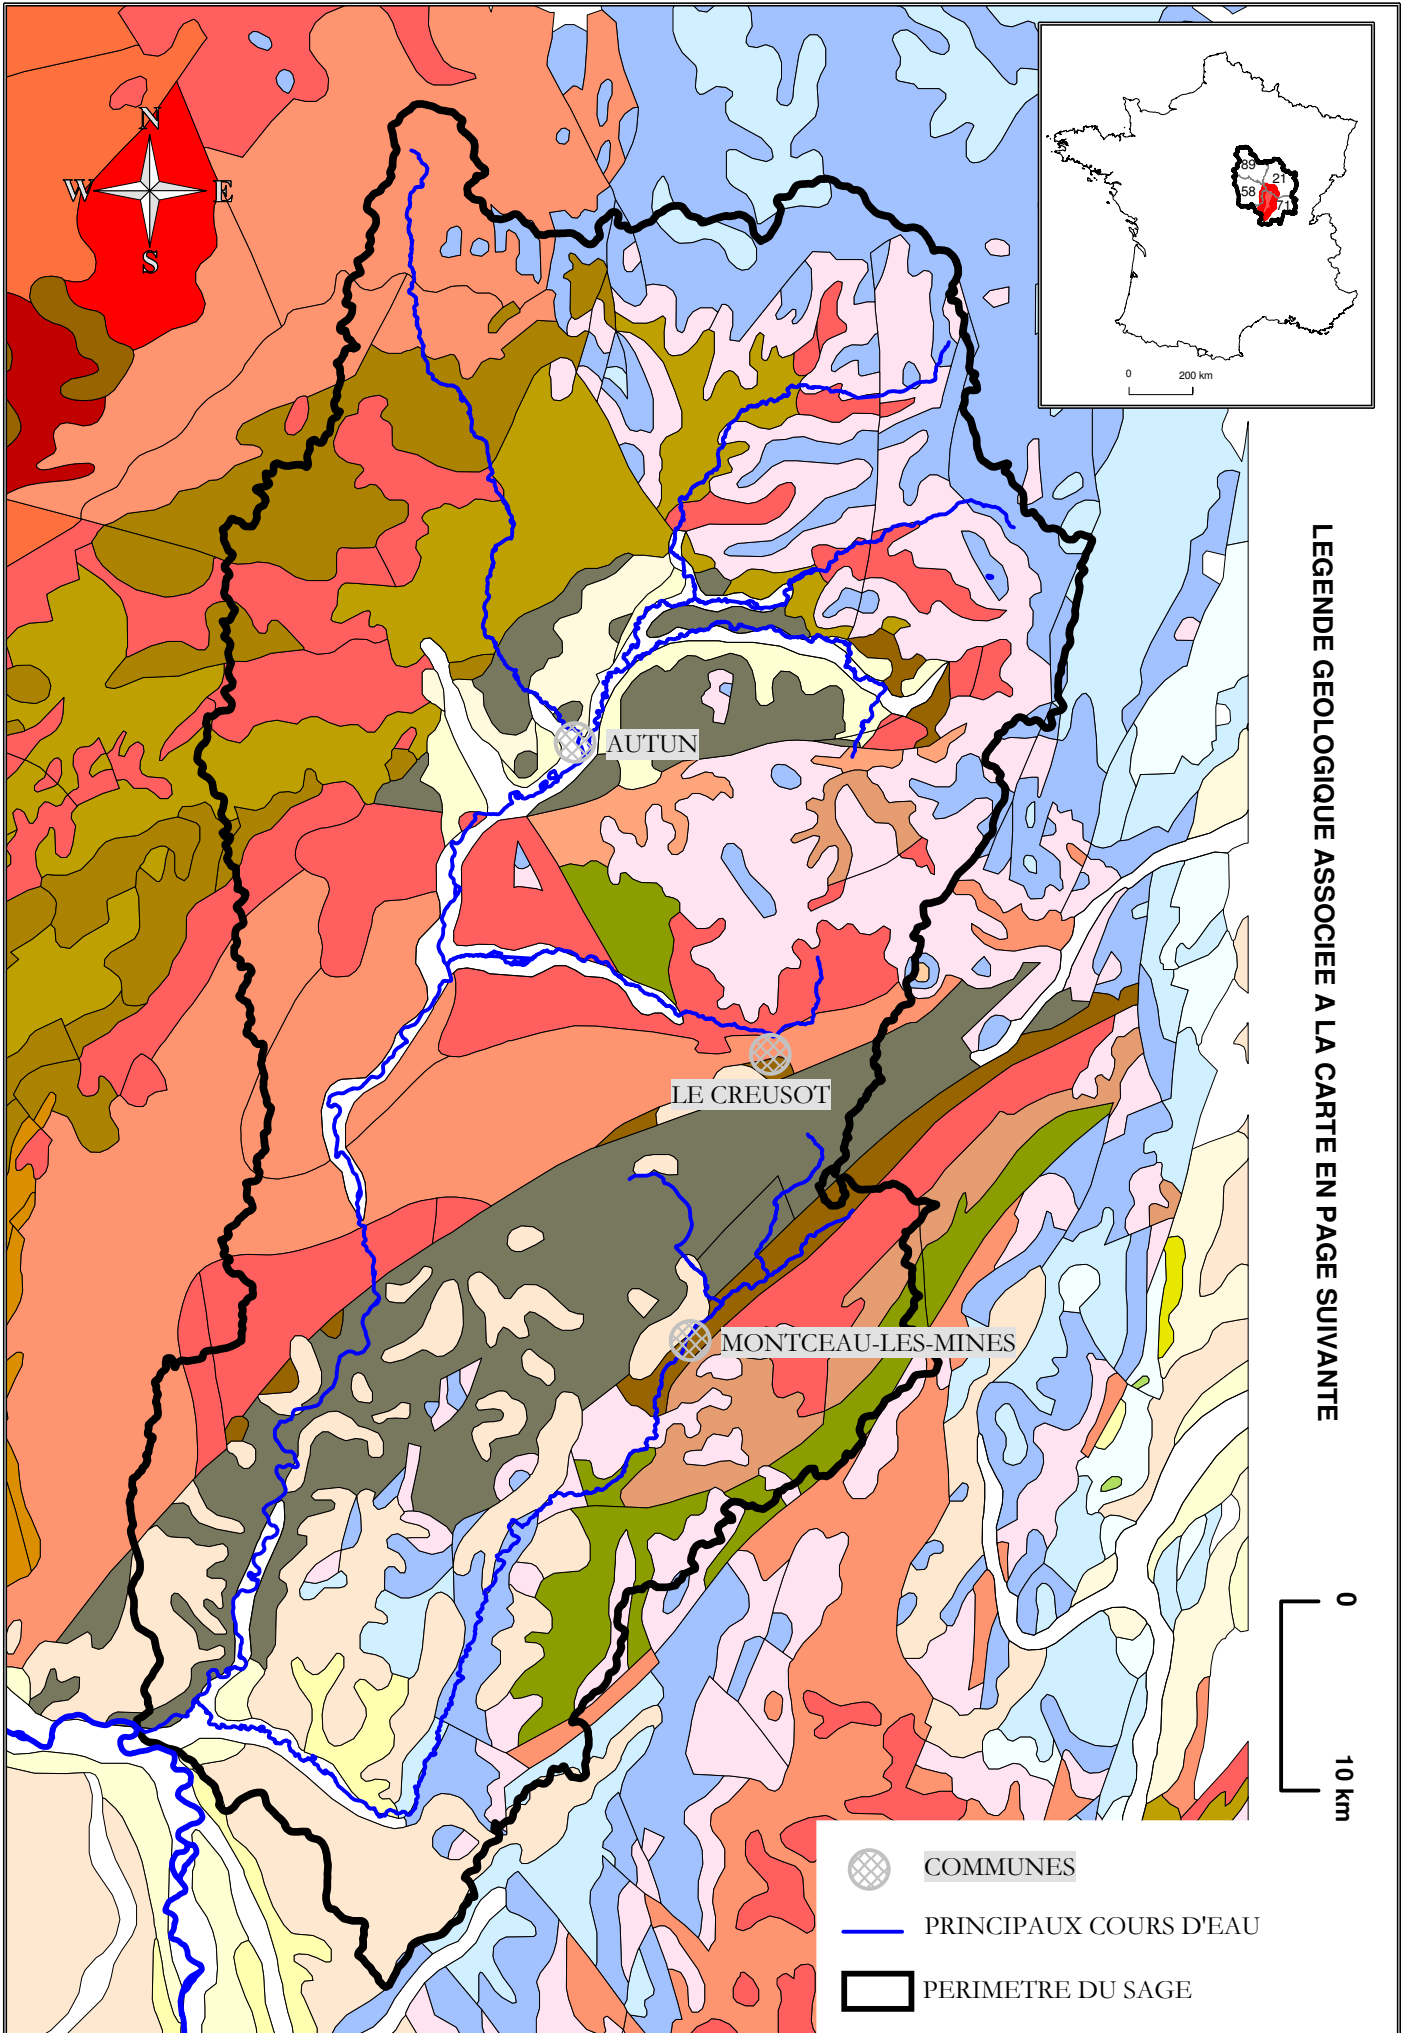 N
W
E
S
89
21
58
71
0
200 km
LEGENDE GEOLOGIQUE ASSOCIEE A LA CARTE EN PAGE SUIVANTE
AUTUN
LE CREUSOT
MONTCEAU-LES-MINES
0
10 km
COMMUNES
PRINCIPAUX COURS D'EAU
PERIMETRE DU SAGE